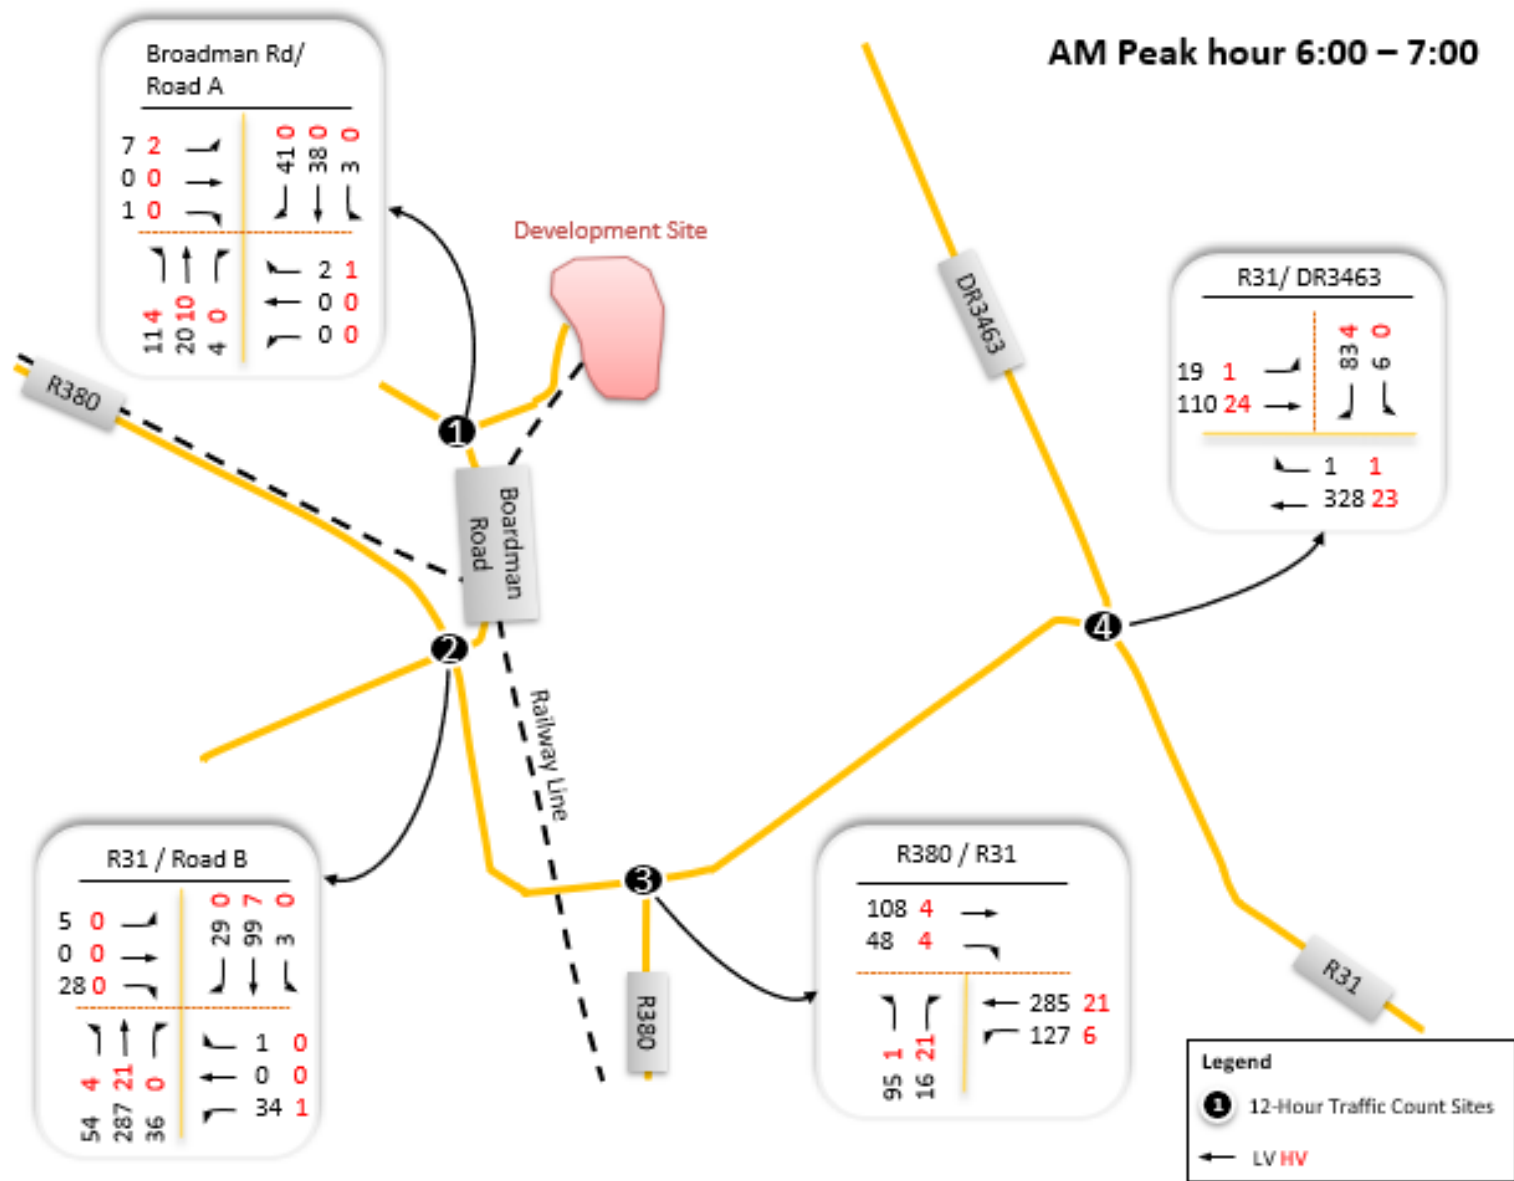 AM Peak hour 6:00 – 7:00
Broadman Rd/
Road A
7 2
0 0
1 0
41 0
38 0
3 0
11 4
20 10
4 0
2 1
0 0
0 0
Development Site
DR3463
R31/ DR3463
19 1
110 24
83 4
6 0
1 1
328 23
R380
1
Boardman
Road
2
4
Railway Line
3
R380
R31
R31 / Road B
5 0
0 0
28 0
29 0
99 7
3 0
54 4
287 21
36 0
1 0
0 0
34 1
R380 / R31
108 4
48 4
95 1
16 21
285 21
127 6
Legend
1 12-Hour Traffic Count Sites
LV HV